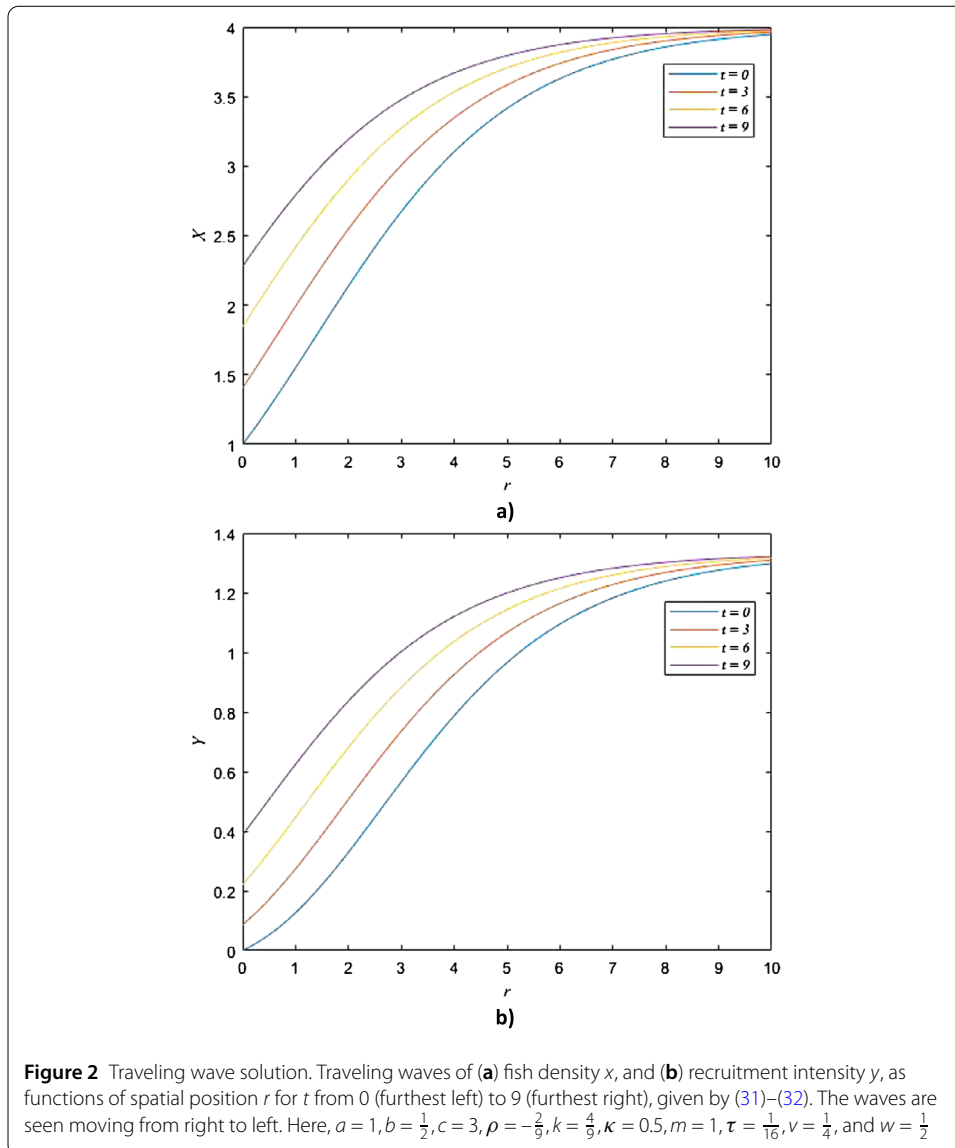 4
3.5
3
2.5
2
1.5
1
X
t = 0
t = 3
t = 6
t = 9
0 1 2 3 4 5 6 7 8 9 10
r
a)
1.4
1.2
1
0.8
0.6
0.4
0.2
0
Y
t = 0
t = 3
t = 6
t = 9
0 1 2 3 4 5 6 7 8 9 10
r
b)
Figure 2 Traveling wave solution. Traveling waves of (a) fish density x, and (b) recruitment intensity y, as
functions of spatial position r for t from 0 (furthest left) to 9 (furthest right), given by (31)–(32). The waves are
seen moving from right to left. Here, a = 1, b = 1/2, c = 3, ρ = –2/9, k = 4/9, κ = 0.5, m = 1, τ = 1/16, v = 1/4, and w = 1/2